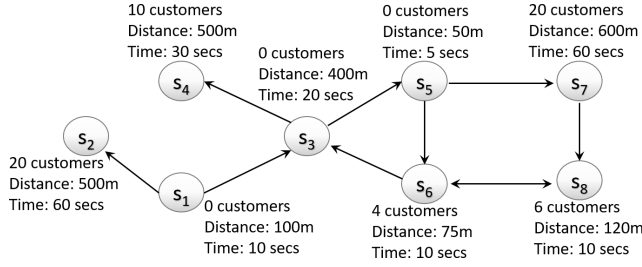 10 customers
Distance: 500m
Time: 30 secs
S4
0 customers
Distance: 400m
Time: 20 secs
0 customers
Distance: 50m
Time: 5 secs
S5
20 customers
Distance: 600m
Time: 60 secs
S7
S2
20 customers
Distance: 500m
Time: 60 secs
S1
0 customers
Distance: 100m
Time: 10 secs
S3
S6
4 customers
Distance: 75m
Time: 10 secs
S8
6 customers
Distance: 120m
Time: 10 secs